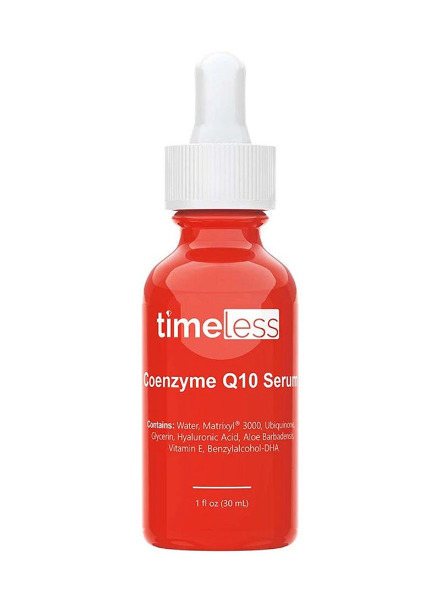 timeless
Coenzyme Q10 Serum
Contains: Water, Matrixyl® 3000, Ubiquinone,
Glycerin, Hyaluronic Acid, Aloe Barbadensis
Vitamin E, Benzylalcohol-DHA
1 fl oz (30 mL)